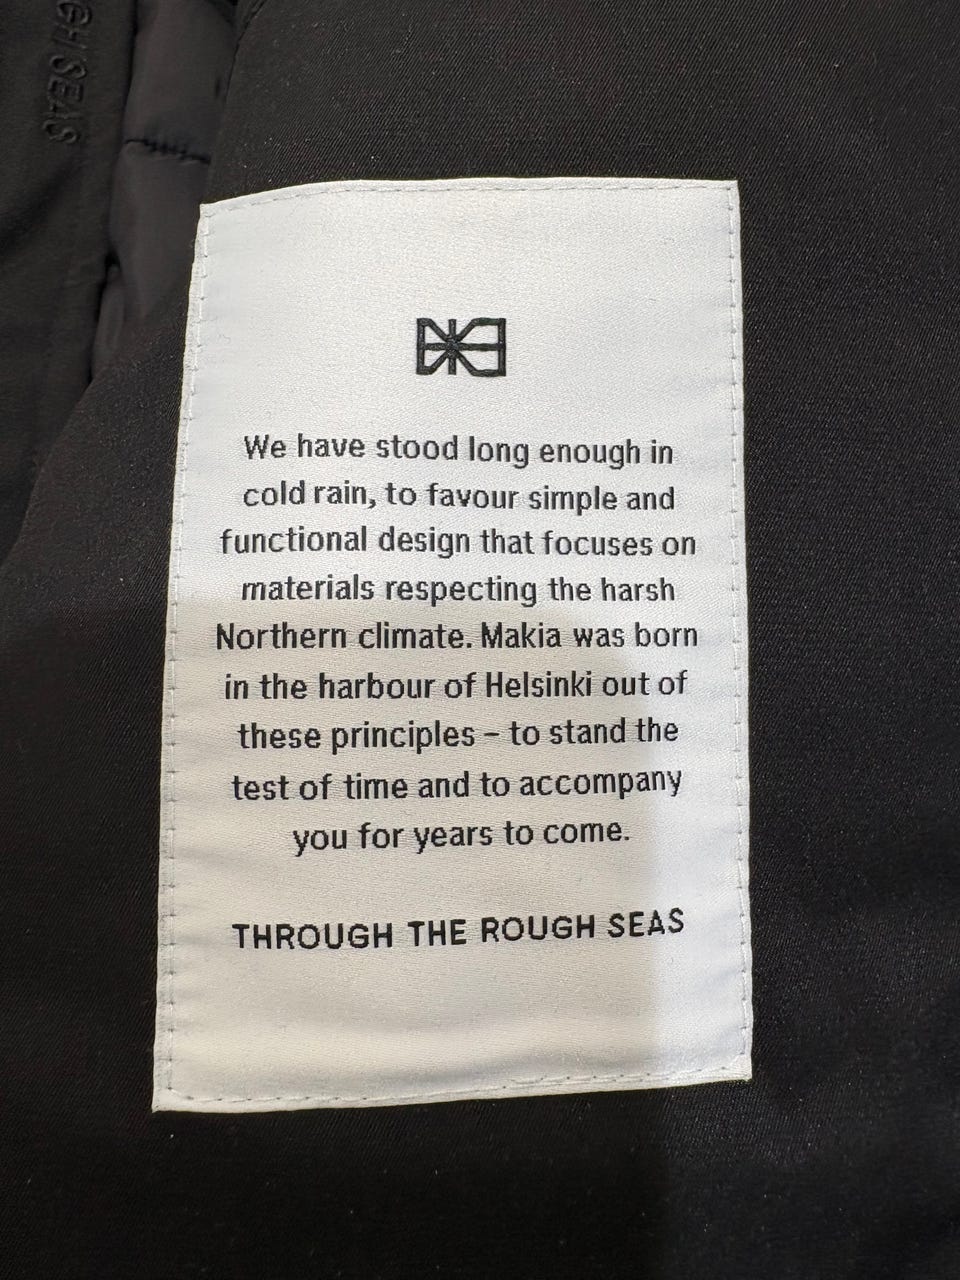 GH SEAS
We have stood long enough in
cold rain, to favour simple and
functional design that focuses on
materials respecting the harsh
Northern climate. Makia was born
in the harbour of Helsinki out of
these principles – to stand the
test of time and to accompany
you for years to come.
THROUGH THE ROUGH SEAS